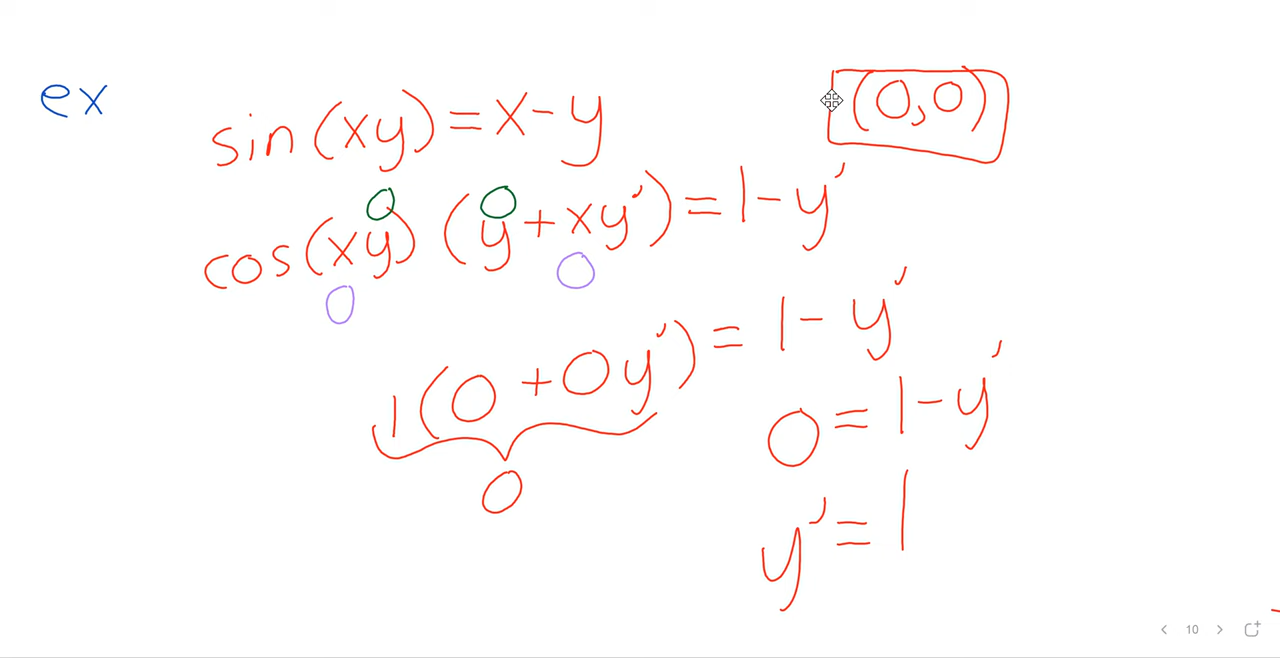 ex
sin(xy)=x-y
(0,0)
0 0
cos(xy) (y+xy')=1-y'
0 0
1(0+0y')=1-y'
0=1-y'
0
y'=1
10